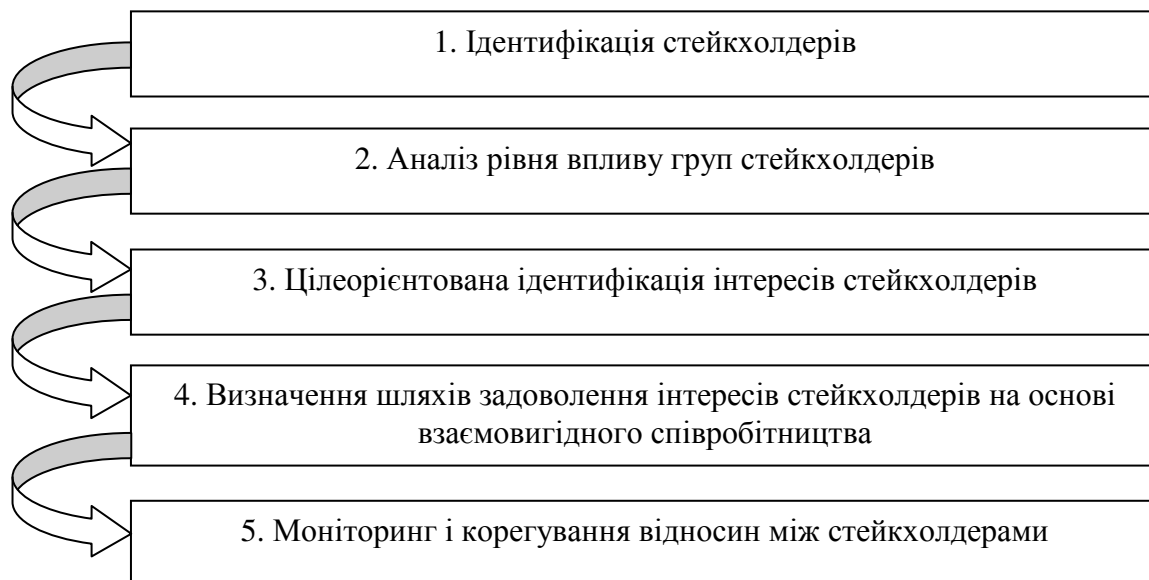 1. Ідентифікація стейкхолдерів
2. Аналіз рівня впливу груп стейкхолдерів
3. Цілеорієнтована ідентифікація інтересів стейкхолдерів
4. Визначення шляхів задоволення інтересів стейкхолдерів на основі
взаємовигідного співробітництва
5. Моніторинг і корегування відносин між стейкхолдерами